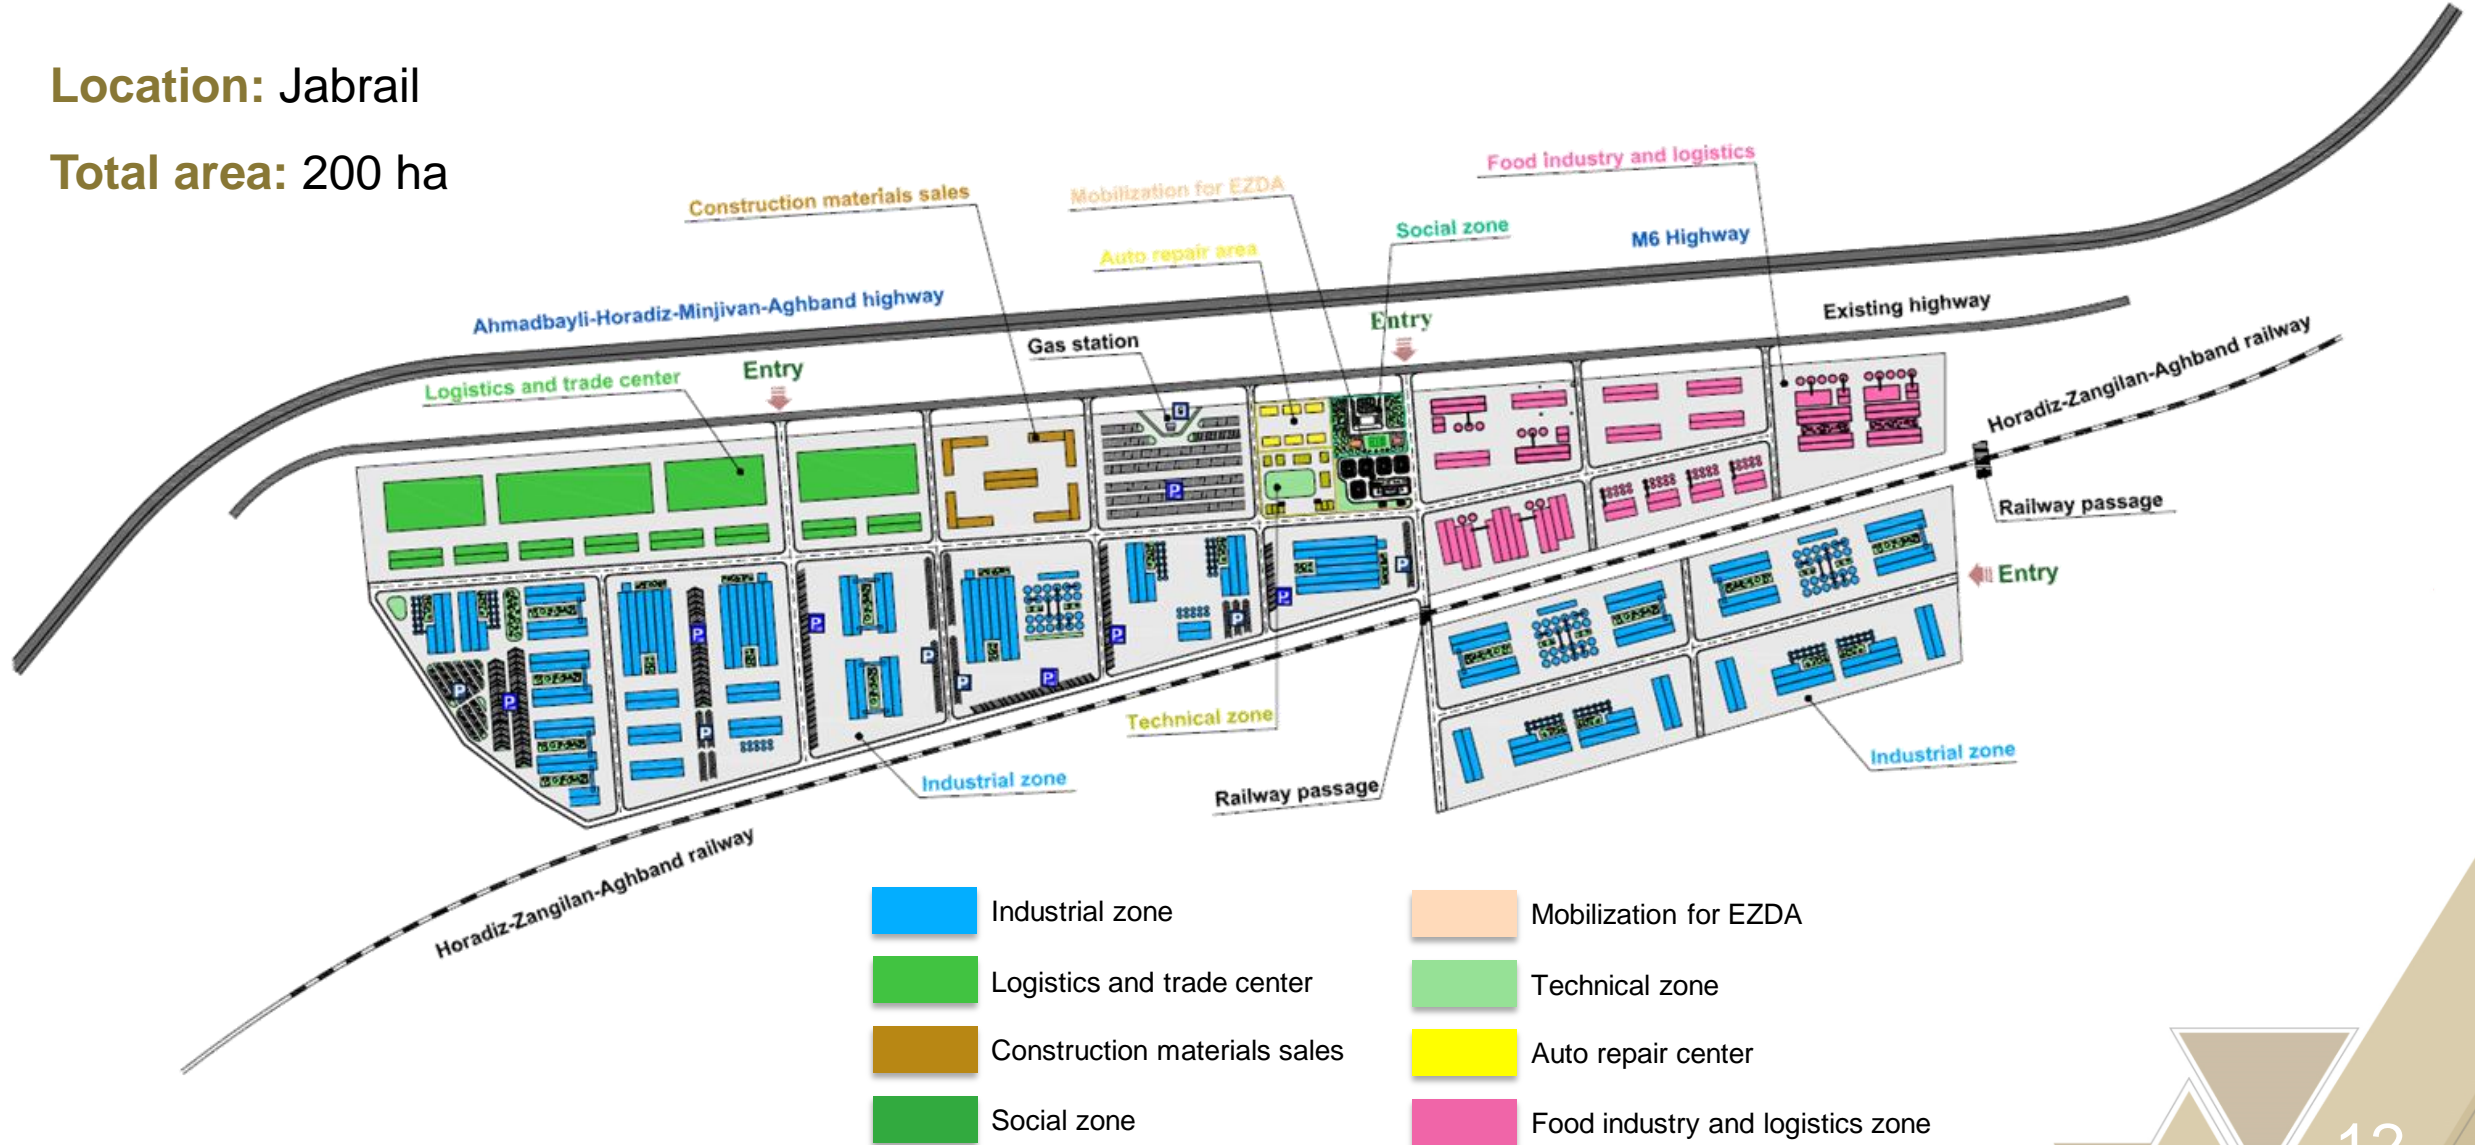 Location: Jabrail
Total area: 200 ha
Food industry and logistics
Construction materials sales
Mobilization for EZDA
Social zone
M6 Highway
Auto repair area
Ahmadbayli-Horadiz-Minjivan-Aghband highway
Existing highway
Entry
Gas station
Horadiz-Zangilan-Aghband railway
Entry
Logistics and trade center
P
Railway passage
P
Entry
P
P
P
P
P
P
P
P
P
P
P
P
Technical zone
Industrial zone
Industrial zone
Railway passage
Horadiz-Zangilan-Aghband railway
Industrial zone
Mobilization for EZDA
Logistics and trade center
Technical zone
Construction materials sales
Auto repair center
Social zone
Food industry and logistics zone
12